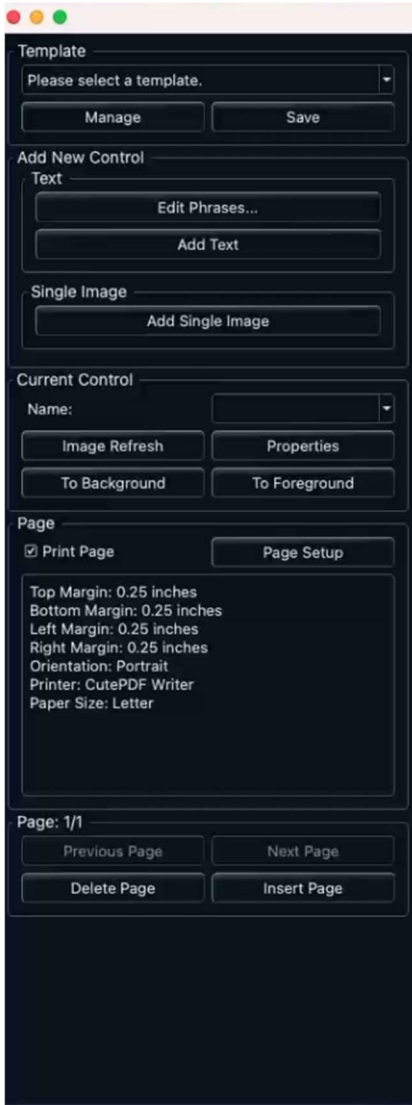 Template
Please select a template.
Manage Save
Add New Control
Text
Edit Phrases...
Add Text
Single Image
Add Single Image
Current Control
Name:
Image Refresh Properties
To Background To Foreground
Page
Print Page Page Setup
Top Margin: 0.25 inches
Bottom Margin: 0.25 inches
Left Margin: 0.25 inches
Right Margin: 0.25 inches
Orientation: Portrait
Printer: CutePDF Writer
Paper Size: Letter
Page: 1/1
Previous Page Next Page
Delete Page Insert Page